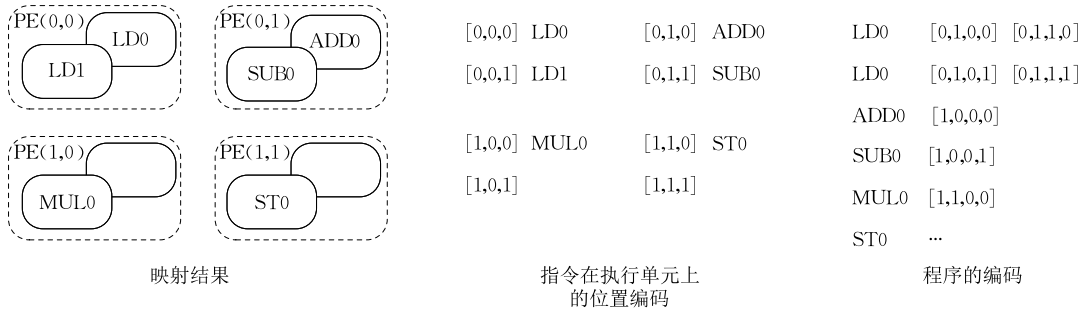 PE(0,0) LD0
LD1
PE(0,1) ADD0
SUB0
PE(1,0)
MUL0
PE(1,1)
ST0
映射结果
[0,0,0] LD0 [0,1,0] ADD0
[0,0,1] LD1 [0,1,1] SUB0
[1,0,0] MUL0 [1,1,0] ST0
[1,0,1] [1,1,1]
指令在执行单元上
的位置编码
LD0 [0,1,0,0] [0,1,1,0]
LD0 [0,1,0,1] [0,1,1,1]
ADD0 [1,0,0,0]
SUB0 [1,0,0,1]
MUL0 [1,1,0,0]
ST0 …
程序的编码